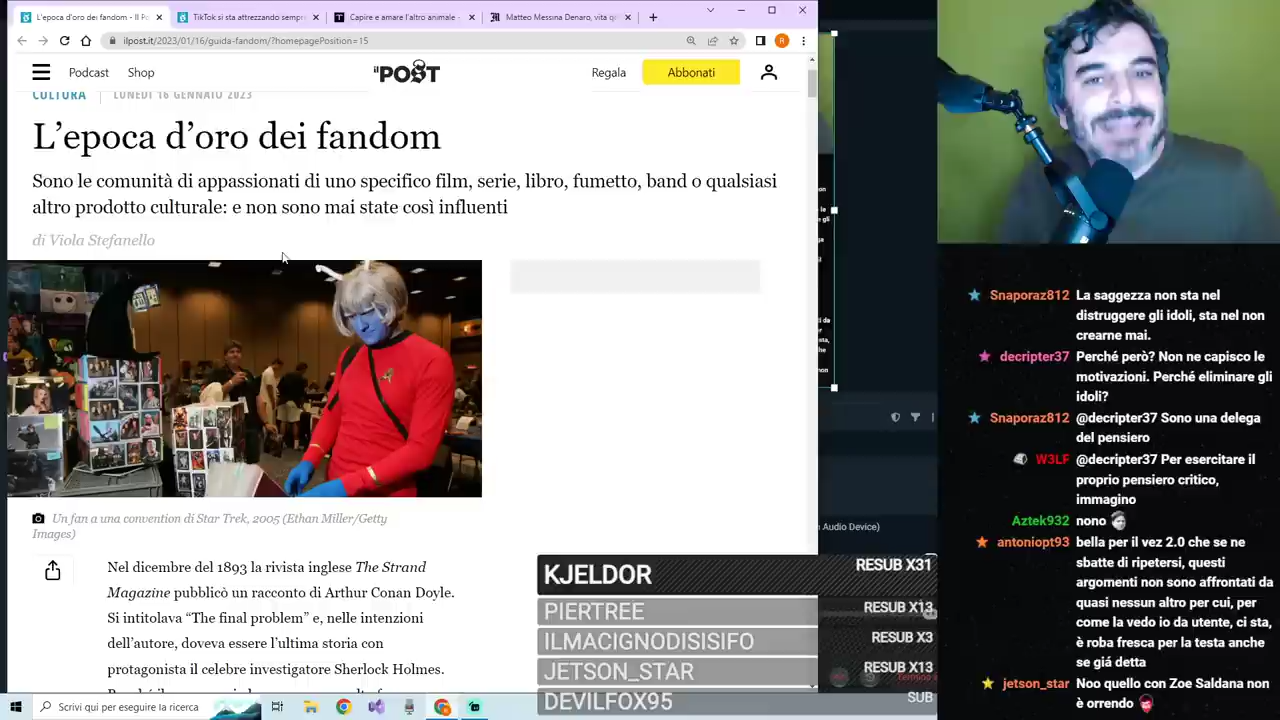 L'epoca d'oro dei fandom - Il Po
TikTok si sta attrezzando sempre
Capire e amare l'altro animale -
Matteo Messina Denaro, vita q
ilpost.it/2023/01/16/guida-fandom/?homepagePosition=15
Podcast
Shop
il POST
Regala
Abbonati
CULTURA
LUNEDÌ 16 GENNAIO 2023
L'epoca d'oro dei fandom
Sono le comunità di appassionati di uno specifico film, serie, libro, fumetto, band o qualsiasi
altro prodotto culturale: e non sono mai state così influenti
di Viola Stefanello
Un fan a una convention di Star Trek, 2005 (Ethan Miller/Getty
Images)
Nel dicembre del 1893 la rivista inglese The Strand
Magazine pubblicò un racconto di Arthur Conan Doyle.
Si intitolava “The final problem” e, nelle intenzioni
dell'autore, doveva essere l'ultima storia con
protagonista il celebre investigatore Sherlock Holmes.
Audio Device)
KJELDOR RESUB X31
PIERTREE RESUB X13
ILMACIGNODISISIFO RESUB X3
JETSON_STAR RESUB X13
DEVILFOX95 SUB
Scrivi qui per eseguire la ricerca
Snaporaz812 La saggezza non sta nel
distruggere gli idoli, sta nel non
crearne mai.
decripter37 Perché però? Non ne capisco le
motivazioni. Perché eliminare gli
idoli?
Snaporaz812 @decripter37 Sono una delega
del pensiero
W3LF @decripter37 Per esercitare il
proprio pensiero critico,
immagino
Aztek932 nono
antoniopt93 bella per il vez 2.0 che se ne
sbatte di ripetersi, questi
argomenti non sono affrontati da
quasi nessun altro per cui, per
come la vedo io da utente, ci sta,
è roba fresca per la testa anche
se giá detta
jetson_star Noo quello con Zoe Saldana non
è orrendo